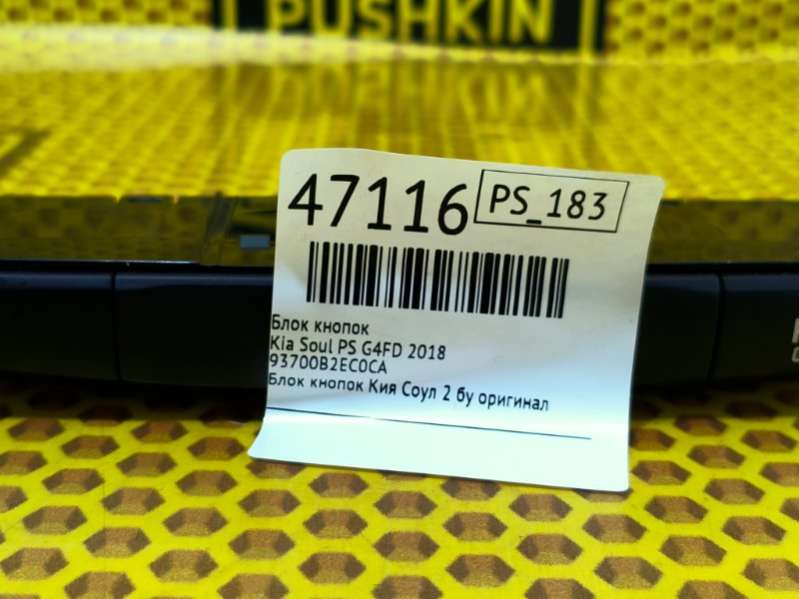 PUSHKIN
47116 PS_183
Блок кнопок
Kia Soul PS G4FD 2018
93700B2EC0CA
Блок кнопок Кия Соул 2 бу оригинал